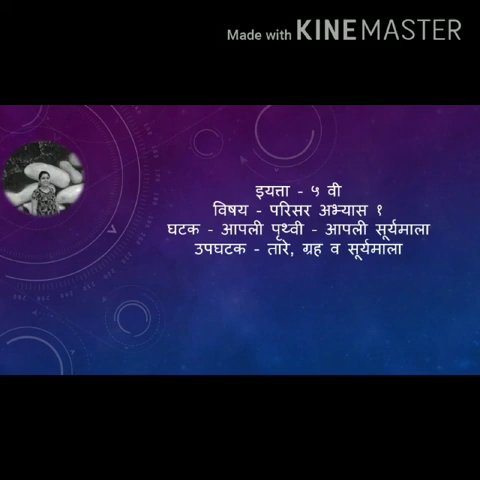 Made with KINEMASTER
इयत्ता - ५ वी
विषय - परिसर अभ्यास १
घटक - आपली पृथ्वी - आपली सूर्यमाला
उपघटक - तारे, ग्रह व सूर्यमाला